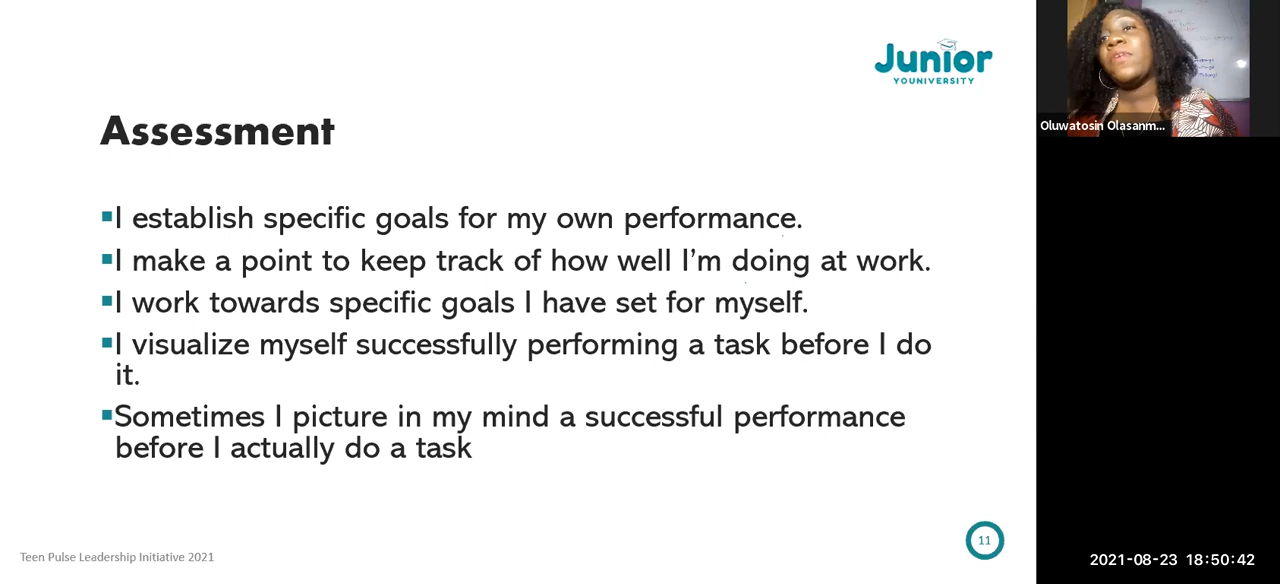 Junior
YOUNIVERSITY
Assessment
I establish specific goals for my own performance.
I make a point to keep track of how well I’m doing at work.
I work towards specific goals I have set for myself.
I visualize myself successfully performing a task before I do
it.
Sometimes I picture in my mind a successful performance
before I actually do a task
Teen Pulse Leadership Initiative 2021
11
Oluwatosin Olasanm...
2021-08-23 18:50:42